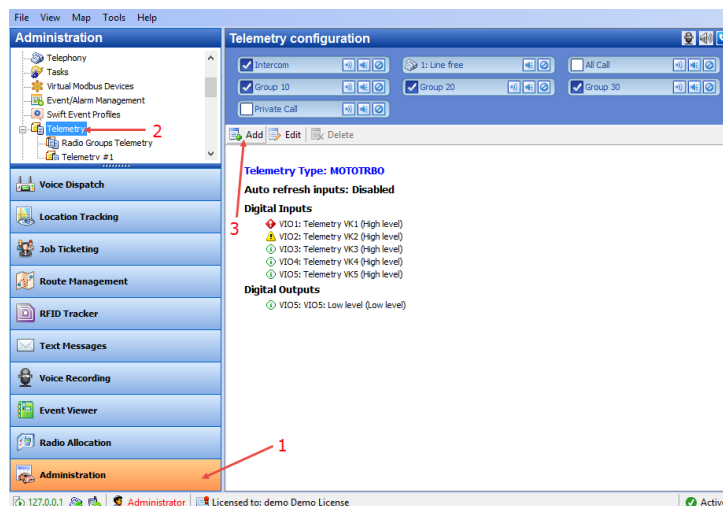 File View Map Tools Help
Administration
Telephony
Tasks
Virtual Modbus Devices
Event/Alarm Management
Swift Event Profiles
Telemetry
2
Radio Groups Telemetry
Telemetry #1
Voice Dispatch
Location Tracking
Job Ticketing
Route Management
RFID Tracker
Text Messages
Voice Recording
Event Viewer
Radio Allocation
Administration
1
Telemetry configuration
Intercom
1: Line free
All Call
Group 10
Group 20
Group 30
Private Call
Add Edit Delete
3
Telemetry Type: MOTOTRBO
Auto refresh inputs: Disabled
Digital Inputs
VIO1: Telemetry VK1 (High level)
VIO2: Telemetry VK2 (High level)
VIO3: Telemetry VK3 (High level)
VIO4: Telemetry VK4 (High level)
VIO5: Telemetry VK5 (High level)
Digital Outputs
VIO5: VIO5: Low level (Low level)
127.0.0.1 Administrator Licensed to: demo Demo License Active